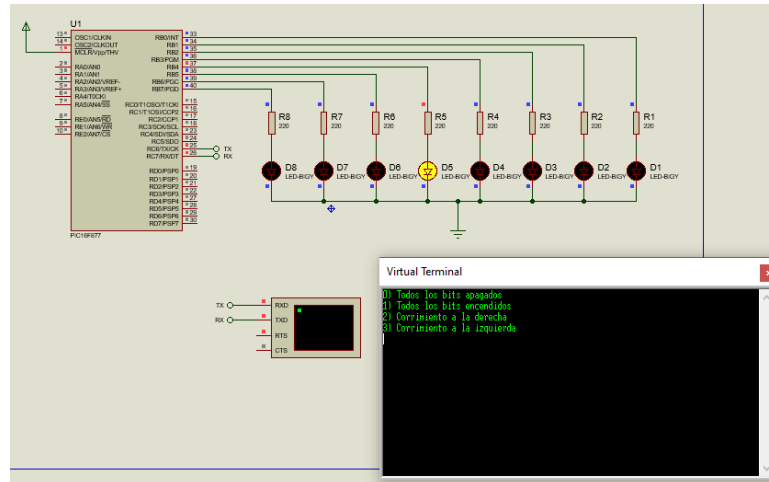 U1
13
14
1
OSC1/CLKIN
OSC2/CLKOUT
MCLR/Vpp/THV
2
3
4
5
6
7
RA0/AN0
RA1/AN1
RA2/AN2/VREF-
RA3/AN3/VREF+
RA4/T0CKI
RA5/AN4/SS
8
9
10
RE0/AN5/RD
RE1/AN6/WR
RE2/AN7/CS
RB0/INT
RB1
RB2
RB3/PGM
RB4
RB5
RB6/PGC
RB7/PGD
33
34
35
36
37
38
39
40
RC0/T1OSO/T1CKI
RC1/T1OSI/CCP2
RC2/CCP1
RC3/SCK/SCL
RC4/SDI/SDA
RC5/SDO
RC6/TX/CK
RC7/RX/DT
15
16
17
18
23
24
25
26
TX
RX
RD0/PSP0
RD1/PSP1
RD2/PSP2
RD3/PSP3
RD4/PSP4
RD5/PSP5
RD6/PSP6
RD7/PSP7
19
20
21
22
27
28
29
30
PIC16F877
R8
220
R7
220
R6
220
R5
220
R4
220
R3
220
R2
220
R1
220
D8
LED-BIGY
D7
LED-BIGY
D6
LED-BIGY
D5
LED-BIGY
D4
LED-BIGY
D3
LED-BIGY
D2
LED-BIGY
D1
LED-BIGY
TX
RX
RXD
TXD
RTS
CTS
Virtual Terminal
x
0) Todos los bits apagados
1) Todos los bits encendidos
2) Corrimiento a la derecha
3) Corrimiento a la izquierda